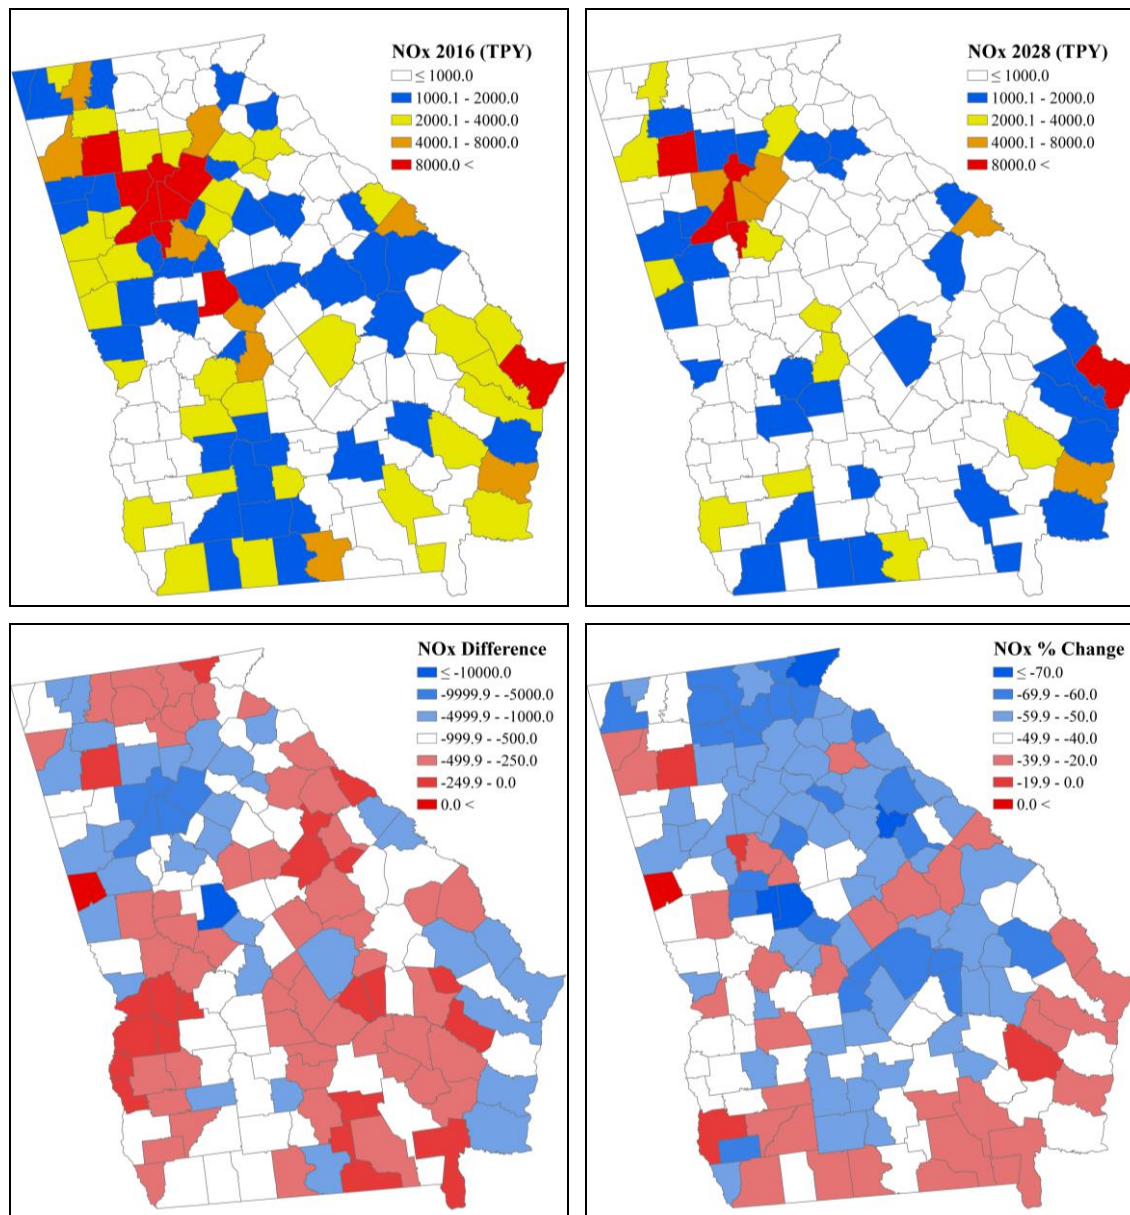 NOx 2016 (TPY)
≤ 1000.0
1000.1 - 2000.0
2000.1 - 4000.0
4000.1 - 8000.0
8000.0 <
NOx 2028 (TPY)
≤ 1000.0
1000.1 - 2000.0
2000.1 - 4000.0
4000.1 - 8000.0
8000.0 <
NOx Difference
≤ -10000.0
-9999.9 - -5000.0
-4999.9 - -1000.0
-999.9 - -500.0
-499.9 - -250.0
-249.9 - 0.0
0.0 <
NOx % Change
≤ -70.0
-69.9 - -60.0
-59.9 - -50.0
-49.9 - -40.0
-39.9 - -20.0
-19.9 - 0.0
0.0 <